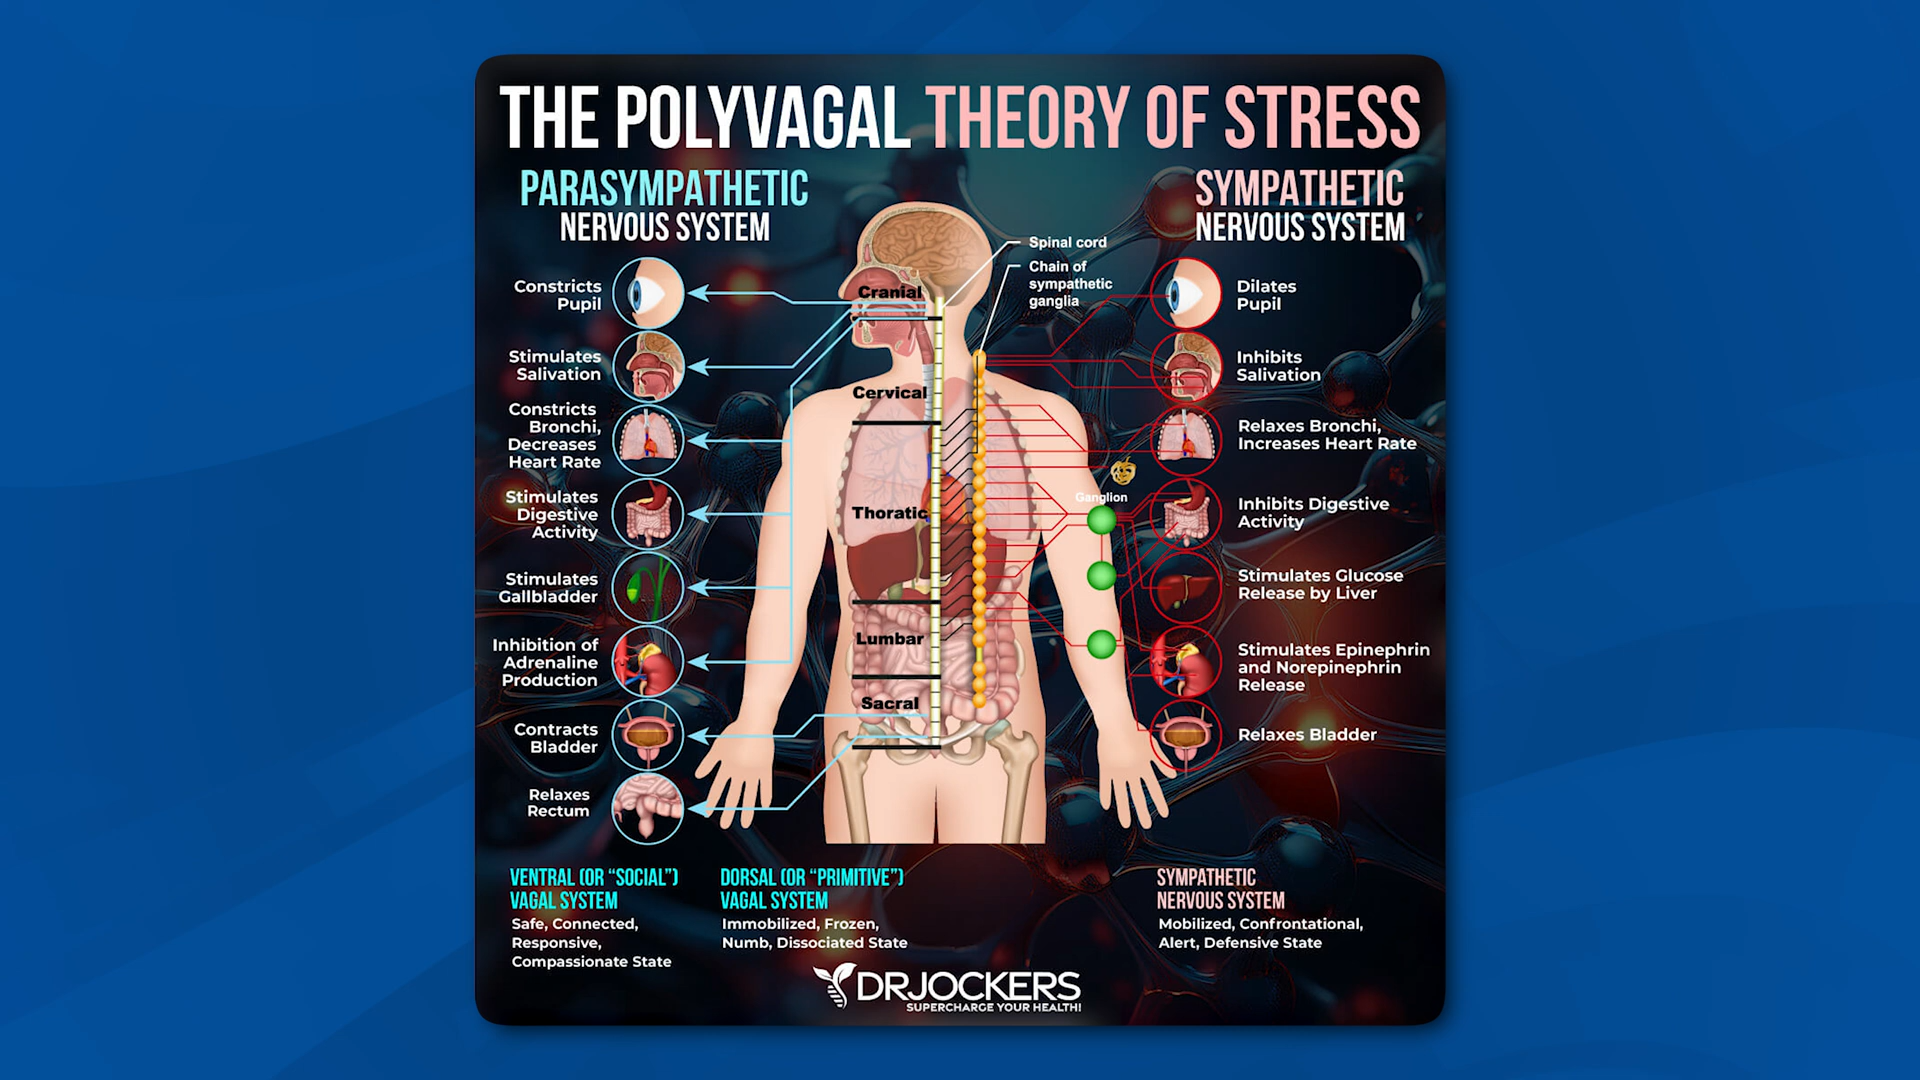 THE POLYVAGAL THEORY OF STRESS
PARASYMPATHETIC
NERVOUS SYSTEM
SYMPATHETIC
NERVOUS SYSTEM
Spinal cord
Chain of
sympathetic
ganglia
Constricts
Pupil
Stimulates
Salivation
Constricts
Bronchi,
Decreases
Heart Rate
Stimulates
Digestive
Activity
Stimulates
Gallbladder
Inhibition of
Adrenaline
Production
Contracts
Bladder
Relaxes
Rectum
Cranial
Cervical
Thoratic
Lumbar
Sacral
Ganglion
Dilates
Pupil
Inhibits
Salivation
Relaxes Bronchi,
Increases Heart Rate
Inhibits Digestive
Activity
Stimulates Glucose
Release by Liver
Stimulates Epinephrin
and Norepinephrin
Release
Relaxes Bladder
VENTRAL (OR “SOCIAL”)
VAGAL SYSTEM
Safe, Connected,
Responsive,
Compassionate State
DORSAL (OR “PRIMITIVE”)
VAGAL SYSTEM
Immobilized, Frozen,
Numb, Dissociated State
SYMPATHETIC
NERVOUS SYSTEM
Mobilized, Confrontational,
Alert, Defensive State
DRJOCKERS
SUPERCHARGE YOUR HEALTH!